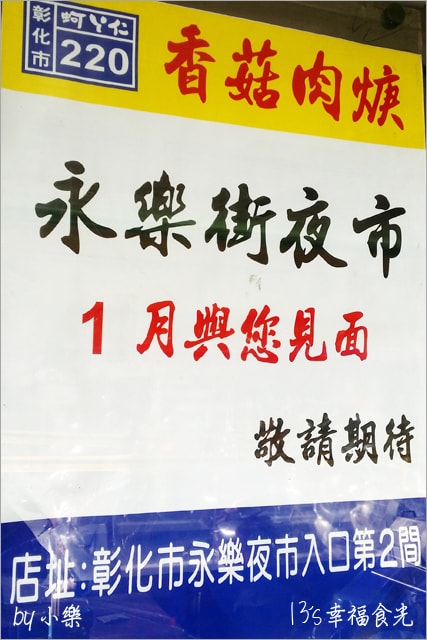 彰化市
蚵ㄚ仁
220
香菇肉焿
永樂街夜市
1月與您見面
敬請期待
店址:彰化市永樂夜市入口第2間
by 小樂
13's幸福食光